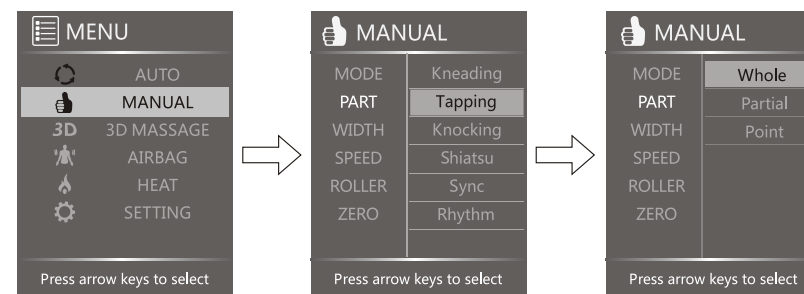 MENU
AUTO
MANUAL
3D 3D MASSAGE
AIRBAG
HEAT
SETTING
Press arrow keys to select
MANUAL
MODE Kneading
PART Tapping
WIDTH Knocking
SPEED Shiatsu
ROLLER Sync
ZERO Rhythm
Press arrow keys to select
MANUAL
MODE Whole
PART Partial
WIDTH Point
SPEED
ROLLER
ZERO
Press arrow keys to select